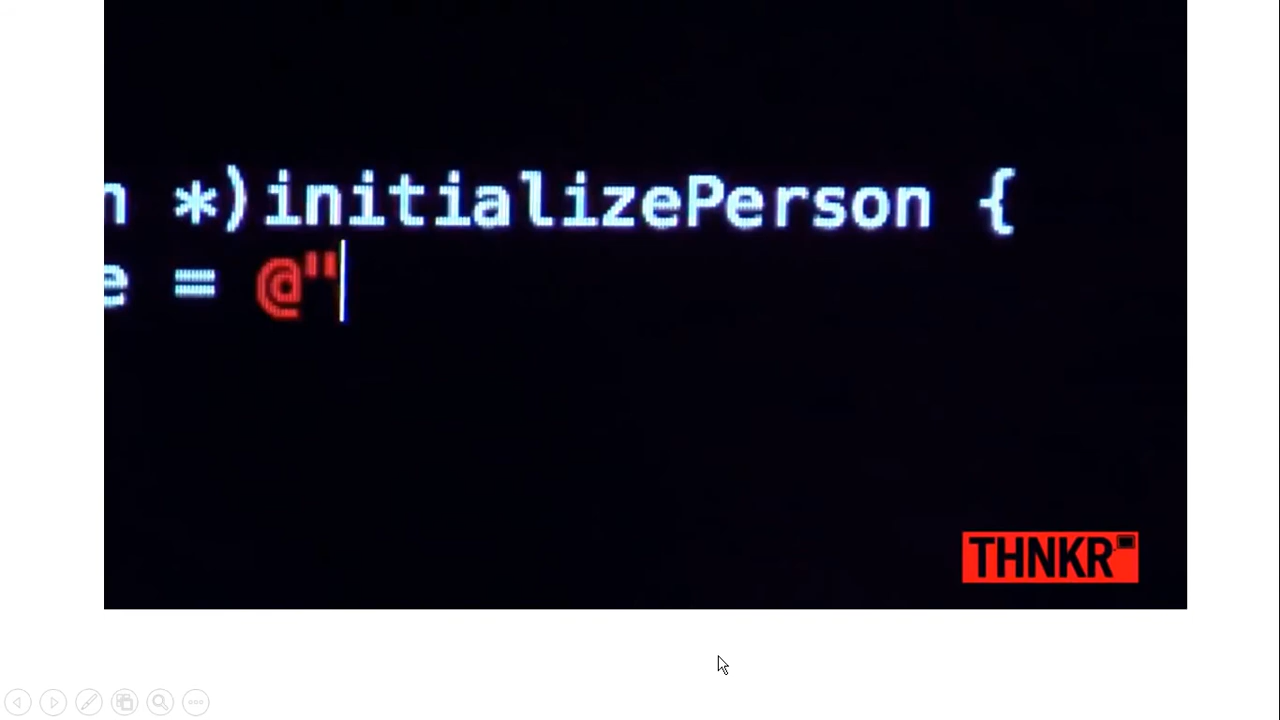 n *)initializePerson {
e = @"
THNKR